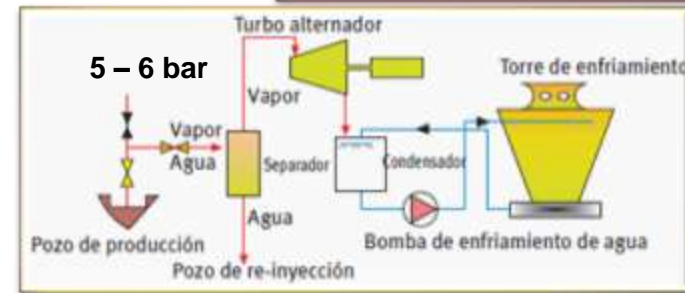 Turbo alternador
5 – 6 bar
Torre de enfriamiento
Vapor
Vapor
Agua
Separador
Condensador
Agua
Pozo de producción
Bomba de enfriamiento de agua
Pozo de re-inyección